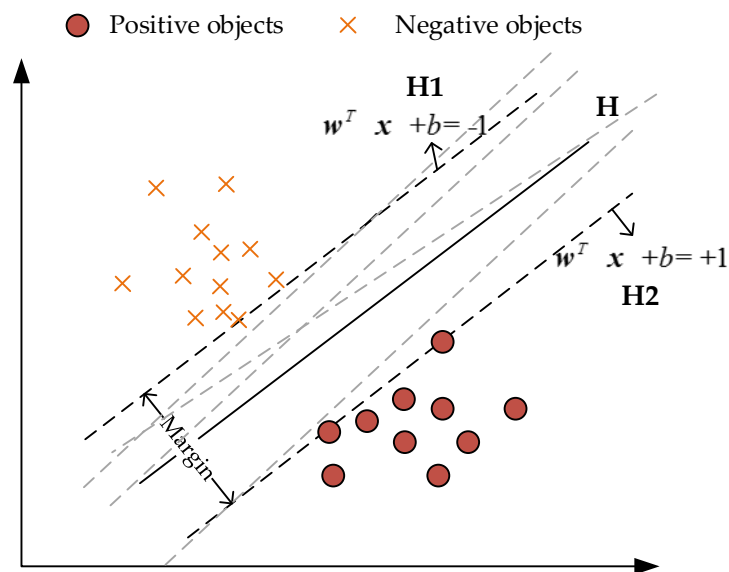 Positive objects
Negative objects
H1
w^T x +b= -1
H
w^T x +b= +1
H2
Margin